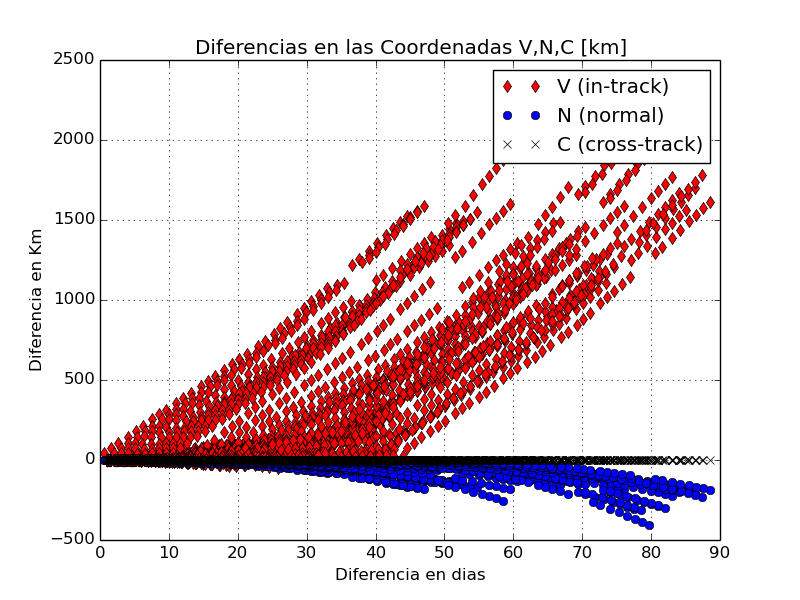 Diferencias en las Coordenadas V,N,C [km]
2500
2000
1500
1000
500
0
−500
Diferencia en Km
V (in-track)
N (normal)
C (cross-track)
0 10 20 30 40 50 60 70 80 90
Diferencia en dias